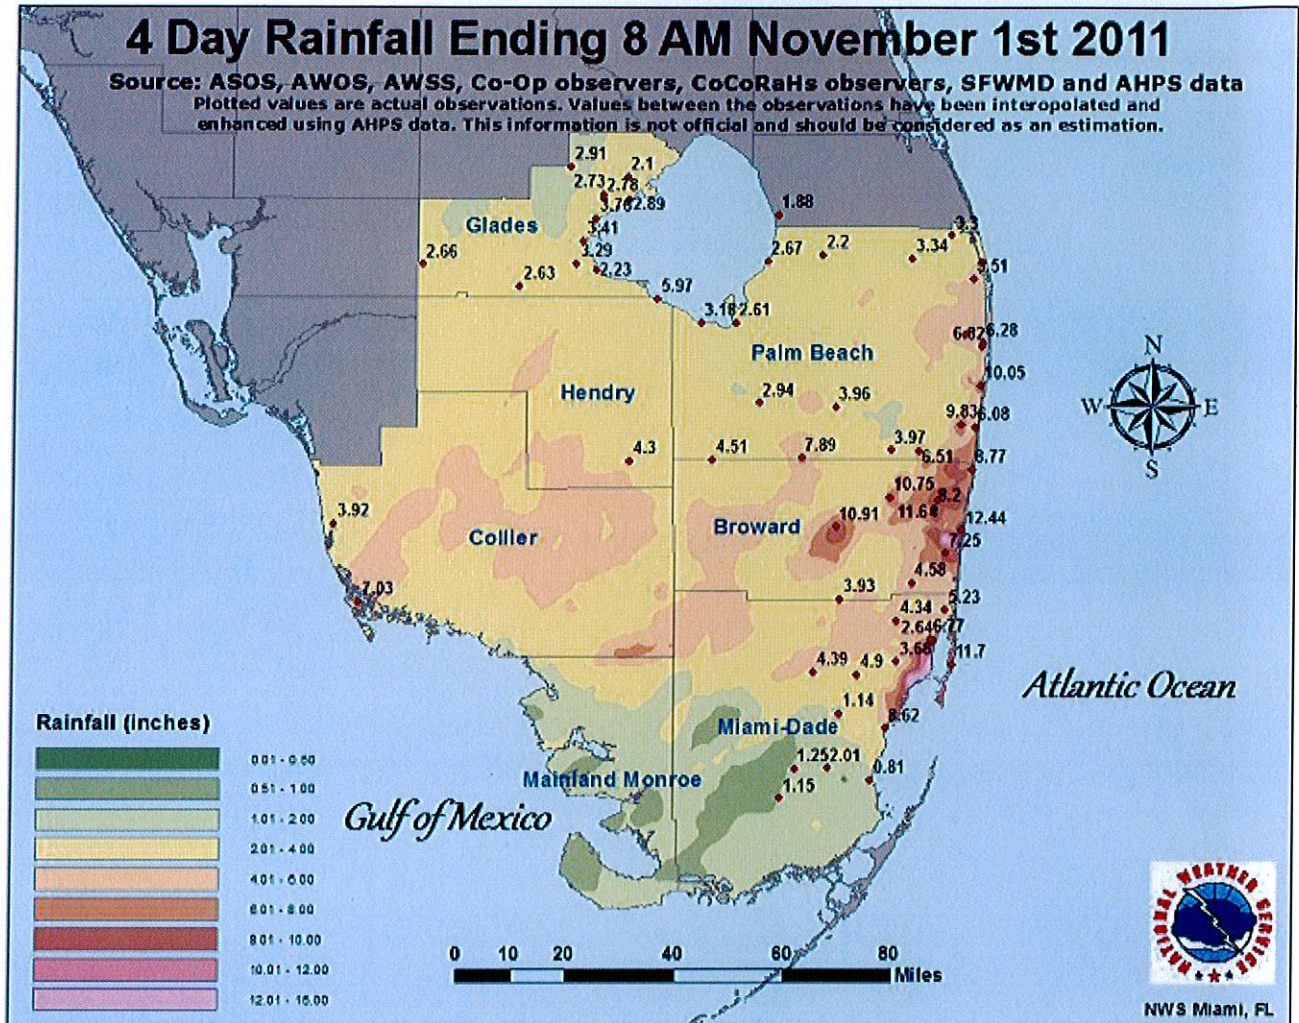 4 Day Rainfall Ending 8 AM November 1st 2011
Source: ASOS, AWOS, AWSS, Co-Op observers, CoCoRaHs observers, SFWMD and AHPS data
Plotted values are actual observations. Values between the observations have been interopolated and
enhanced using AHPS data. This information is not official and should be considered as an estimation.
2.91
2.1
2.73 2.78
3.76 2.89
1.88
Glades
3.41
3.3
2.66
3.29
2.67
2.2
3.34
2.63
2.23
5.97
3.51
3.18 2.61
6.82 6.28
Palm Beach
N
10.05
Hendry
2.94
3.96
W
E
9.83 6.08
S
4.3
4.51
7.89
3.97
6.51
8.77
10.75
8.2
3.92
11.64
12.44
Collier
Broward
10.91
7.25
4.58
7.03
3.93
5.23
4.34
2.64 6.77
3.68
11.7
4.39
4.9
Atlantic Ocean
1.14
8.62
Miami-Dade
Rainfall (inches)
1.25 2.01
0.81
Mainland Monroe
1.15
Gulf of Mexico
0.01 - 0.50
0.51 - 1.00
1.01 - 2.00
2.01 - 4.00
4.01 - 6.00
6.01 - 8.00
8.01 - 10.00
10.01 - 12.00
12.01 - 15.00
0 10 20 40 60 80
Miles
NATIONAL WEATHER SERVICE
NWS Miami, FL